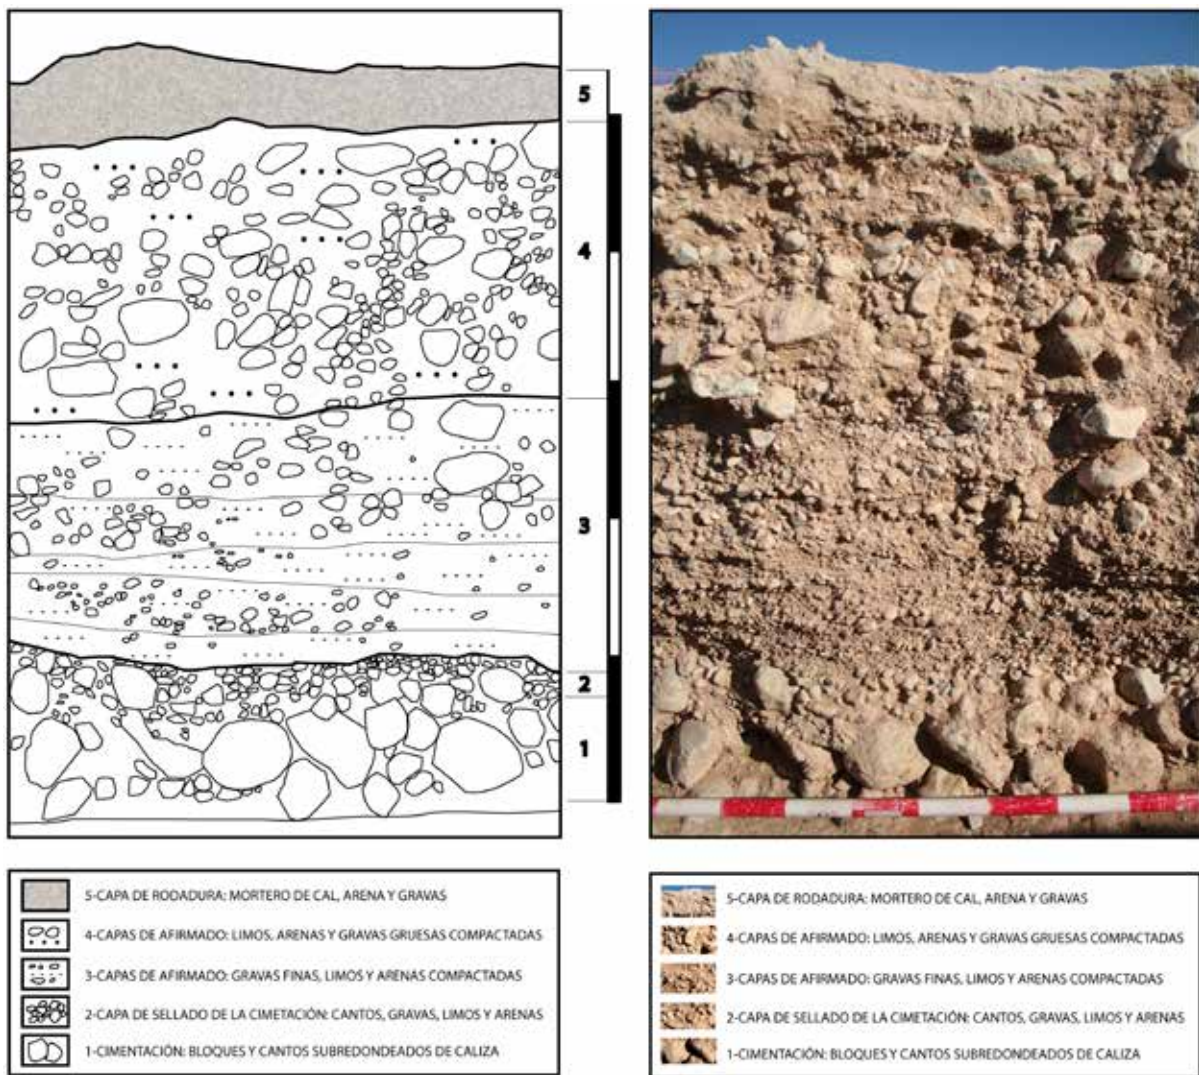 5
4
3
2
1
5-CAPA DE RODADURA: MORTERO DE CAL, ARENA Y GRAVAS
4-CAPAS DE AFIRMADO: LIMOS, ARENAS Y GRAVAS GRUESAS COMPACTADAS
3-CAPAS DE AFIRMADO: GRAVAS FINAS, LIMOS Y ARENAS COMPACTADAS
2-CAPA DE SELLADO DE LA CIMETACIÓN: CANTOS, GRAVAS, LIMOS Y ARENAS
1-CIMENTACIÓN: BLOQUES Y CANTOS SUBREDONDEADOS DE CALIZA
5-CAPA DE RODADURA: MORTERO DE CAL, ARENA Y GRAVAS
4-CAPAS DE AFIRMADO: LIMOS, ARENAS Y GRAVAS GRUESAS COMPACTADAS
3-CAPAS DE AFIRMADO: GRAVAS FINAS, LIMOS Y ARENAS COMPACTADAS
2-CAPA DE SELLADO DE LA CIMETACIÓN: CANTOS, GRAVAS, LIMOS Y ARENAS
1-CIMENTACIÓN: BLOQUES Y CANTOS SUBREDONDEADOS DE CALIZA